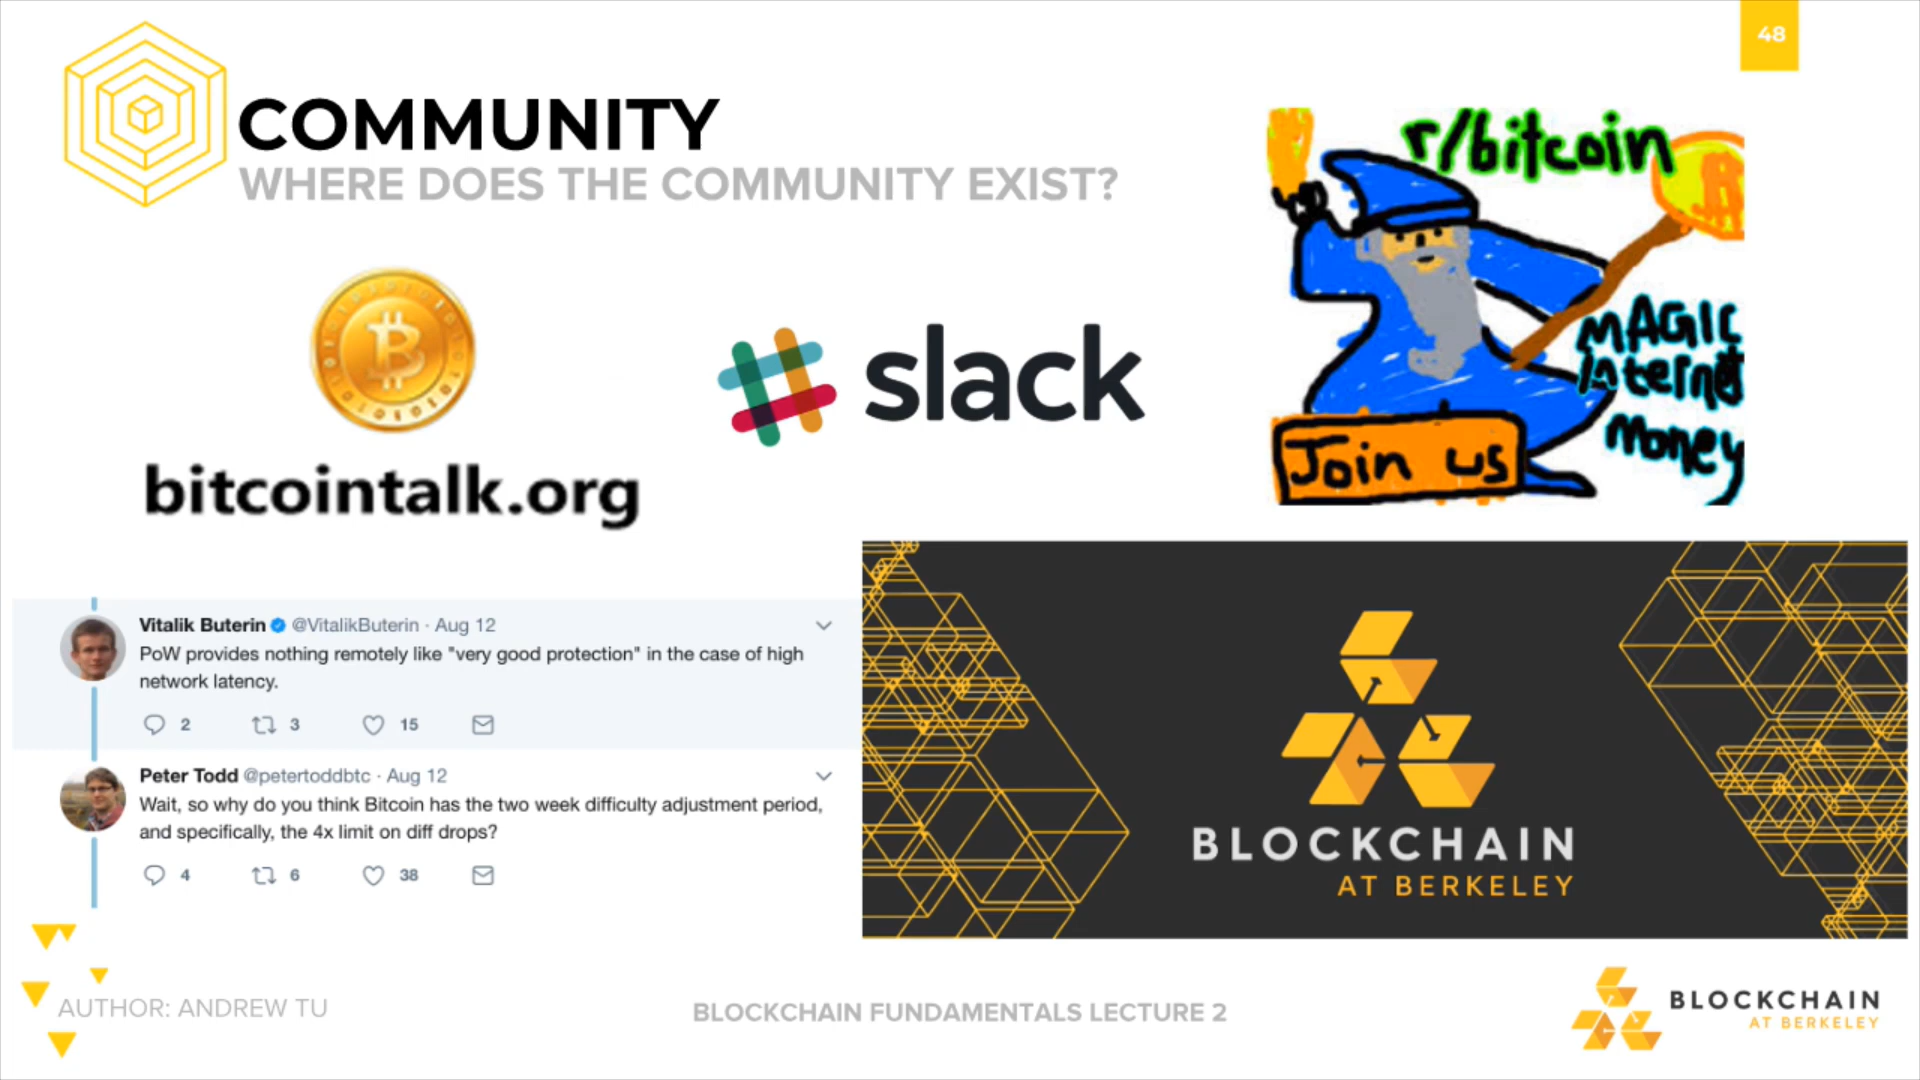 48
COMMUNITY
WHERE DOES THE COMMUNITY EXIST?
r/bitcoin
B
MAGIC
Internet
Money
Join us
B
bitcointalk.org
slack
Vitalik Buterin @VitalikButerin · Aug 12
PoW provides nothing remotely like "very good protection" in the case of high
network latency.
2 3 15
Peter Todd @petertoddbtc · Aug 12
Wait, so why do you think Bitcoin has the two week difficulty adjustment period,
and specifically, the 4x limit on diff drops?
4 6 38
BLOCKCHAIN
AT BERKELEY
AUTHOR: ANDREW TU
BLOCKCHAIN FUNDAMENTALS LECTURE 2
BLOCKCHAIN
AT BERKELEY